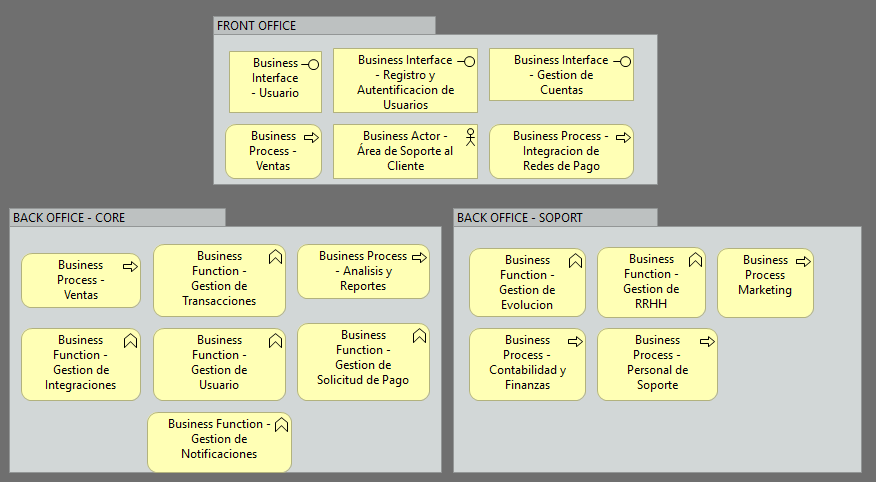 FRONT OFFICE
Business
Interface
- Usuario
Business Interface
- Registro y
Autentificacion de
Usuarios
Business Interface
- Gestion de
Cuentas
Business
Process -
Ventas
Business Actor -
Área de Soporte al
Cliente
Business Process -
Integracion de
Redes de Pago
BACK OFFICE - CORE
Business
Process -
Ventas
Business
Function -
Gestion de
Transacciones
Business Process
- Analisis y
Reportes
Business
Function -
Gestion de
Integraciones
Business
Function -
Gestion de
Usuario
Business
Function -
Gestion de
Solicitud de Pago
Business Function -
Gestion de
Notificaciones
BACK OFFICE - SOPORT
Business
Function -
Gestion de
Evolucion
Business
Function -
Gestion de
RRHH
Business
Process
Marketing
Business
Process -
Contabilidad y
Finanzas
Business
Process -
Personal de
Soporte